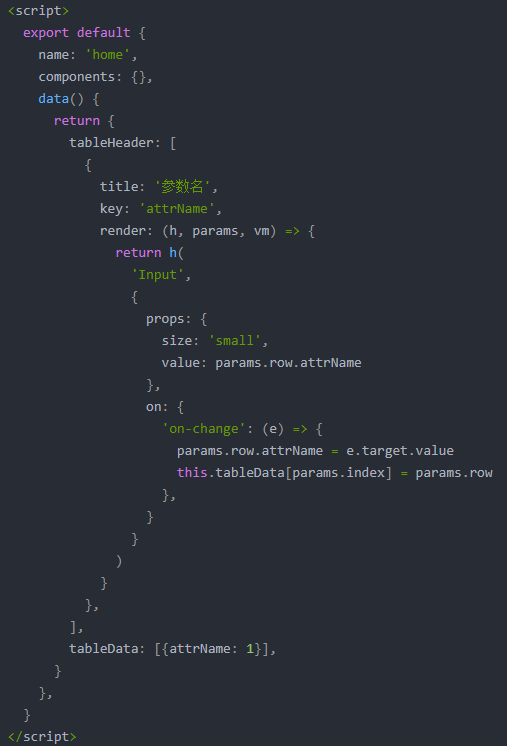 <script>
  export default {
    name: 'home',
    components: {},
    data() {
      return {
        tableHeader: [
          {
            title: '参数名',
            key: 'attrName',
            render: (h, params, vm) => {
              return h(
                'Input',
                {
                  props: {
                    size: 'small',
                    value: params.row.attrName
                  },
                  on: {
                    'on-change': (e) => {
                      params.row.attrName = e.target.value
                      this.tableData[params.index] = params.row
                    },
                  }
                }
              )
            }
          },
        ],
        tableData: [{attrName: 1}],
      }
    },
  }
</script>